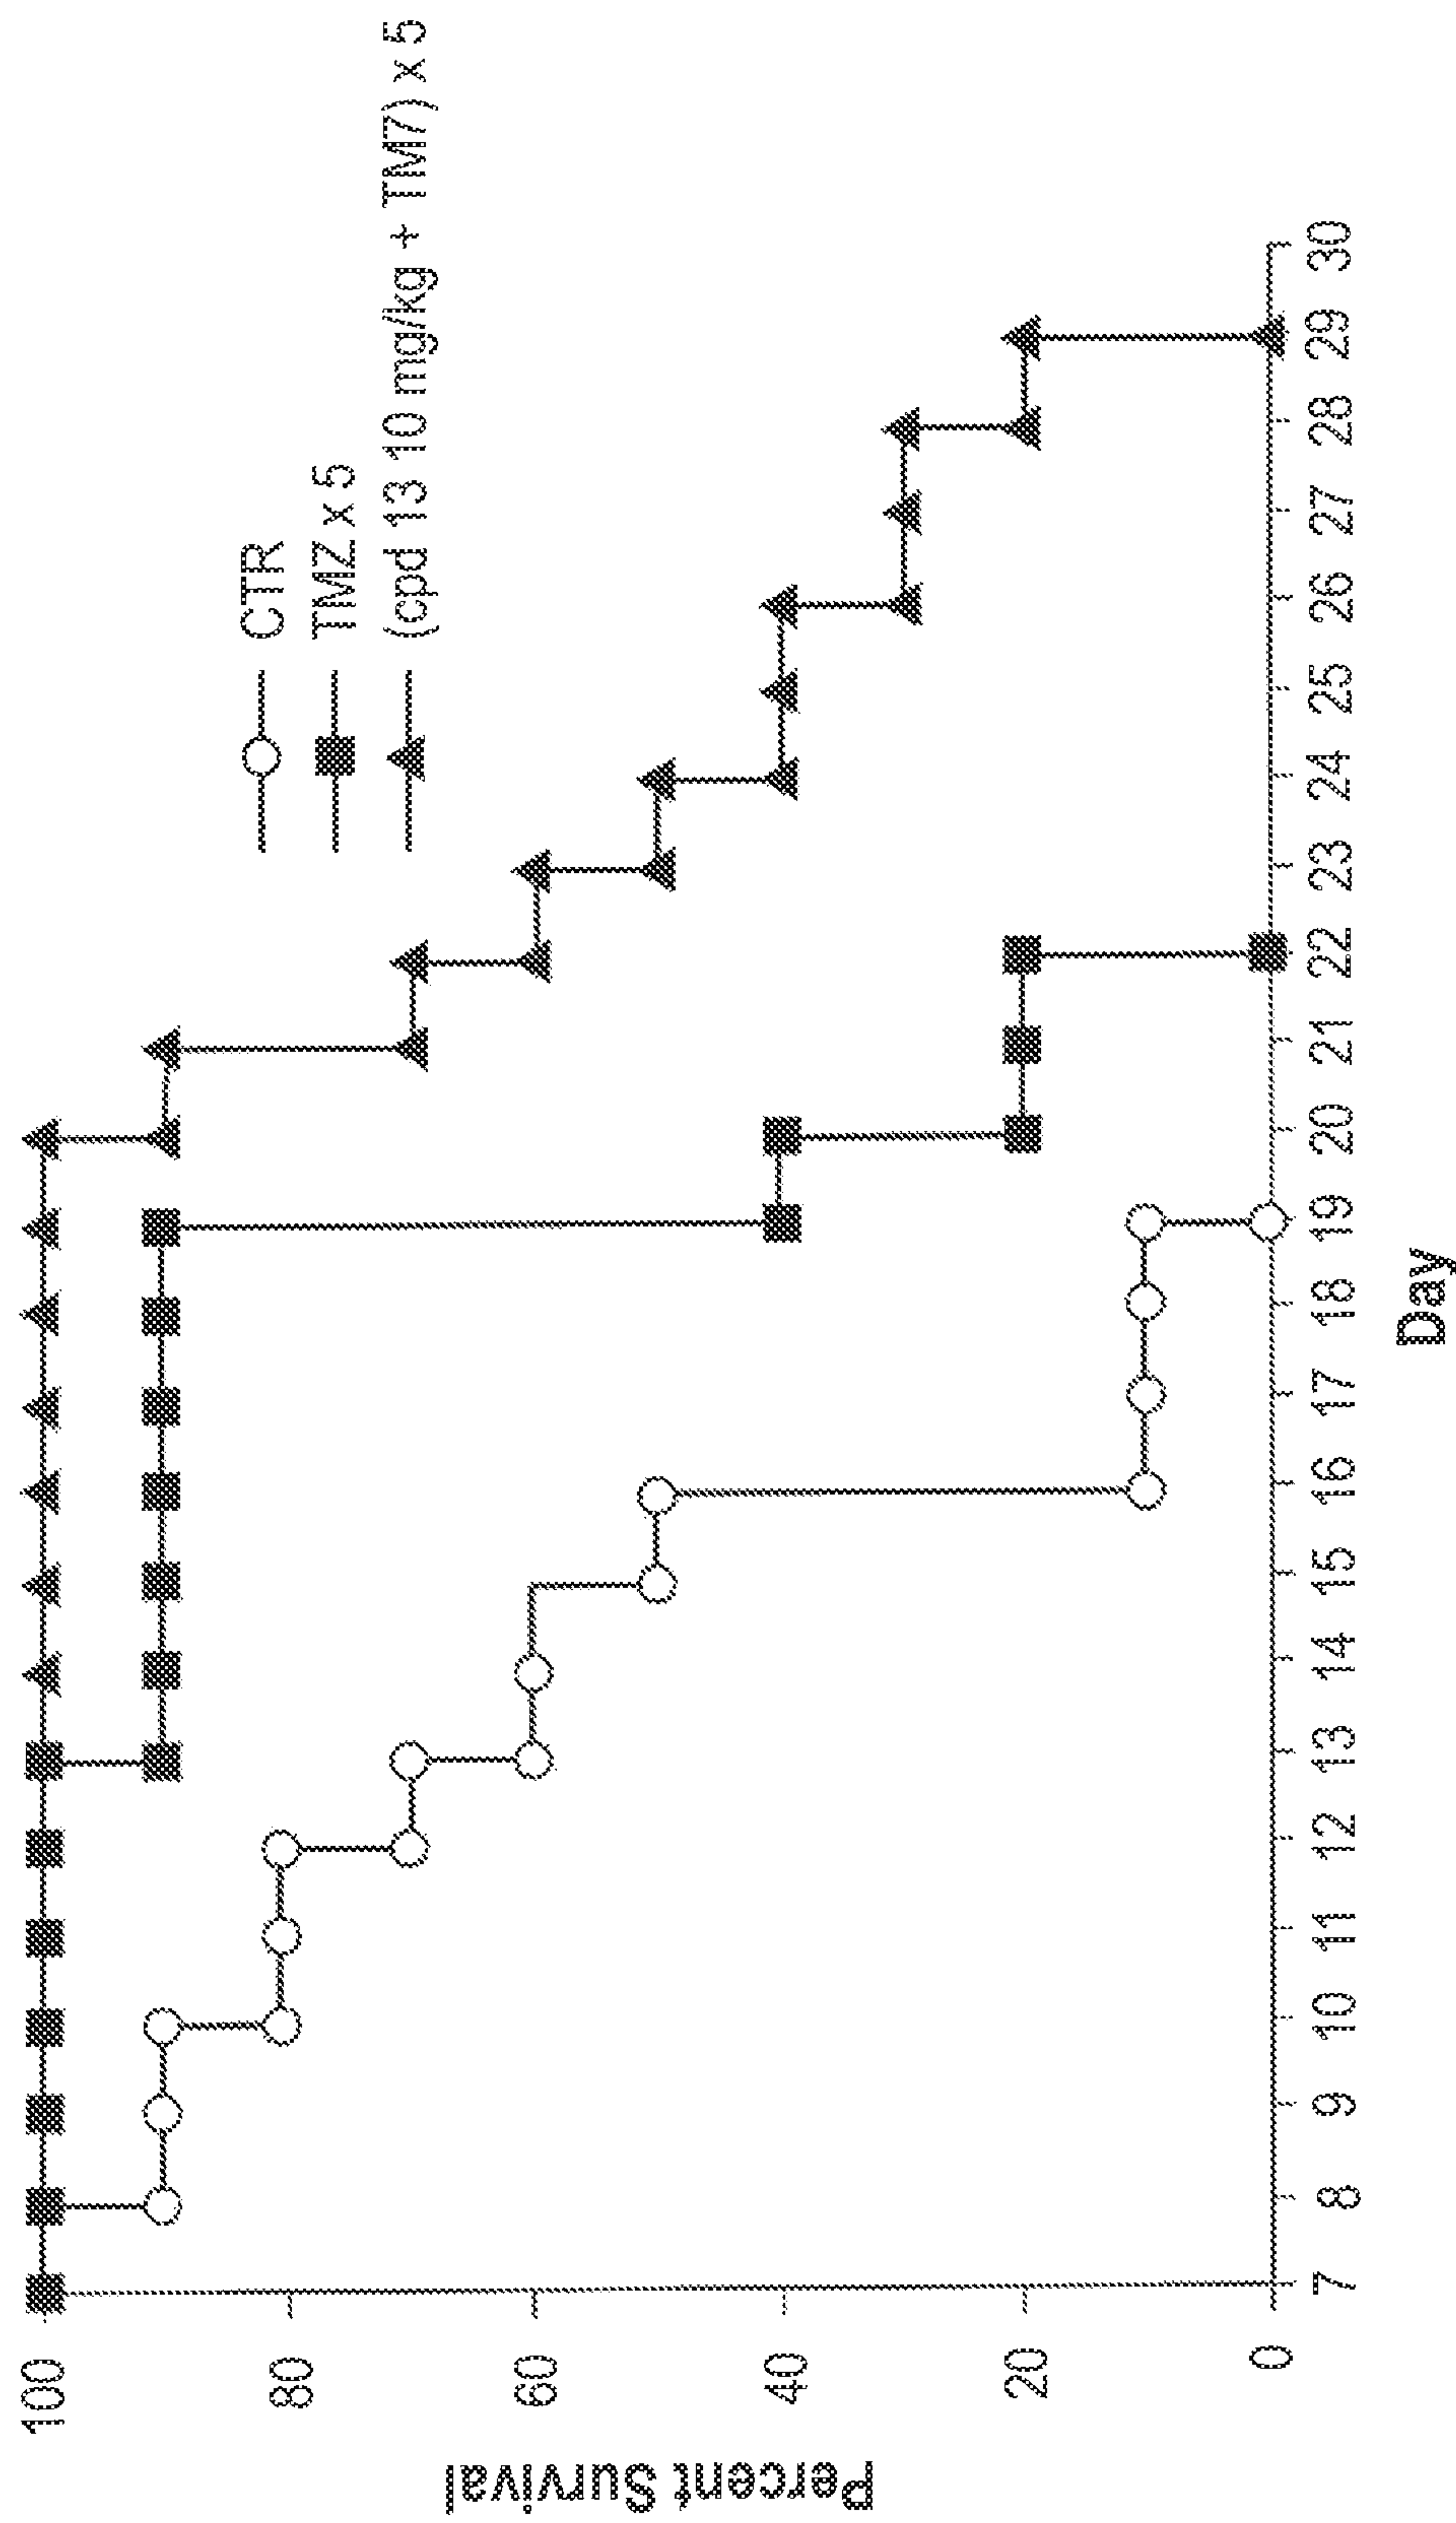 CTR
TMZ x 5
(cpd 13 10 mg/kg + TM7) x 5
Percent Survival
100
80
60
40
20
0
7 8 9 10 11 12 13 14 15 16 17 18 19 20 21 22 23 24 25 26 27 28 29 30
Day